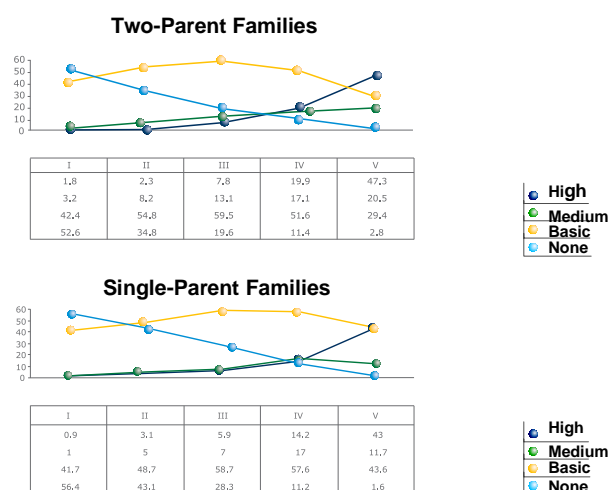 Two-Parent Families
60
50
40
30
20
10
0
I II III IV V
1.8 2.3 7.8 19.9 47.3
3.2 8.2 13.1 17.1 20.5
42.4 54.8 59.5 51.6 29.4
52.6 34.8 19.6 11.4 2.8
High
Medium
Basic
None
Single-Parent Families
60
50
40
30
20
10
0
I II III IV V
0.9 3.1 5.9 14.2 43
1 5 7 17 11.7
41.7 48.7 58.7 57.6 43.6
56.4 43.1 28.3 11.2 1.6
High
Medium
Basic
None